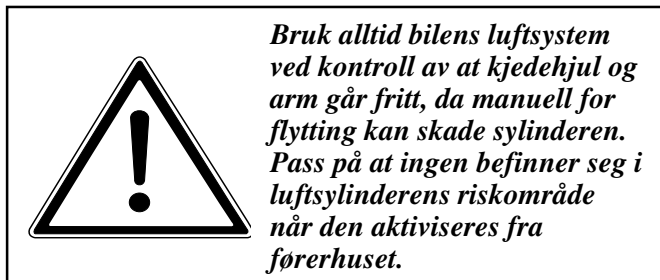 Bruk alltid bilens luftsystem
ved kontroll av at kjedehjul og
arm går fritt, da manuell for
flytting kan skade sylinderen.
Pass på at ingen befinner seg i
luftsylinderens riskområde
når den aktiviseres fra
førerhuset.